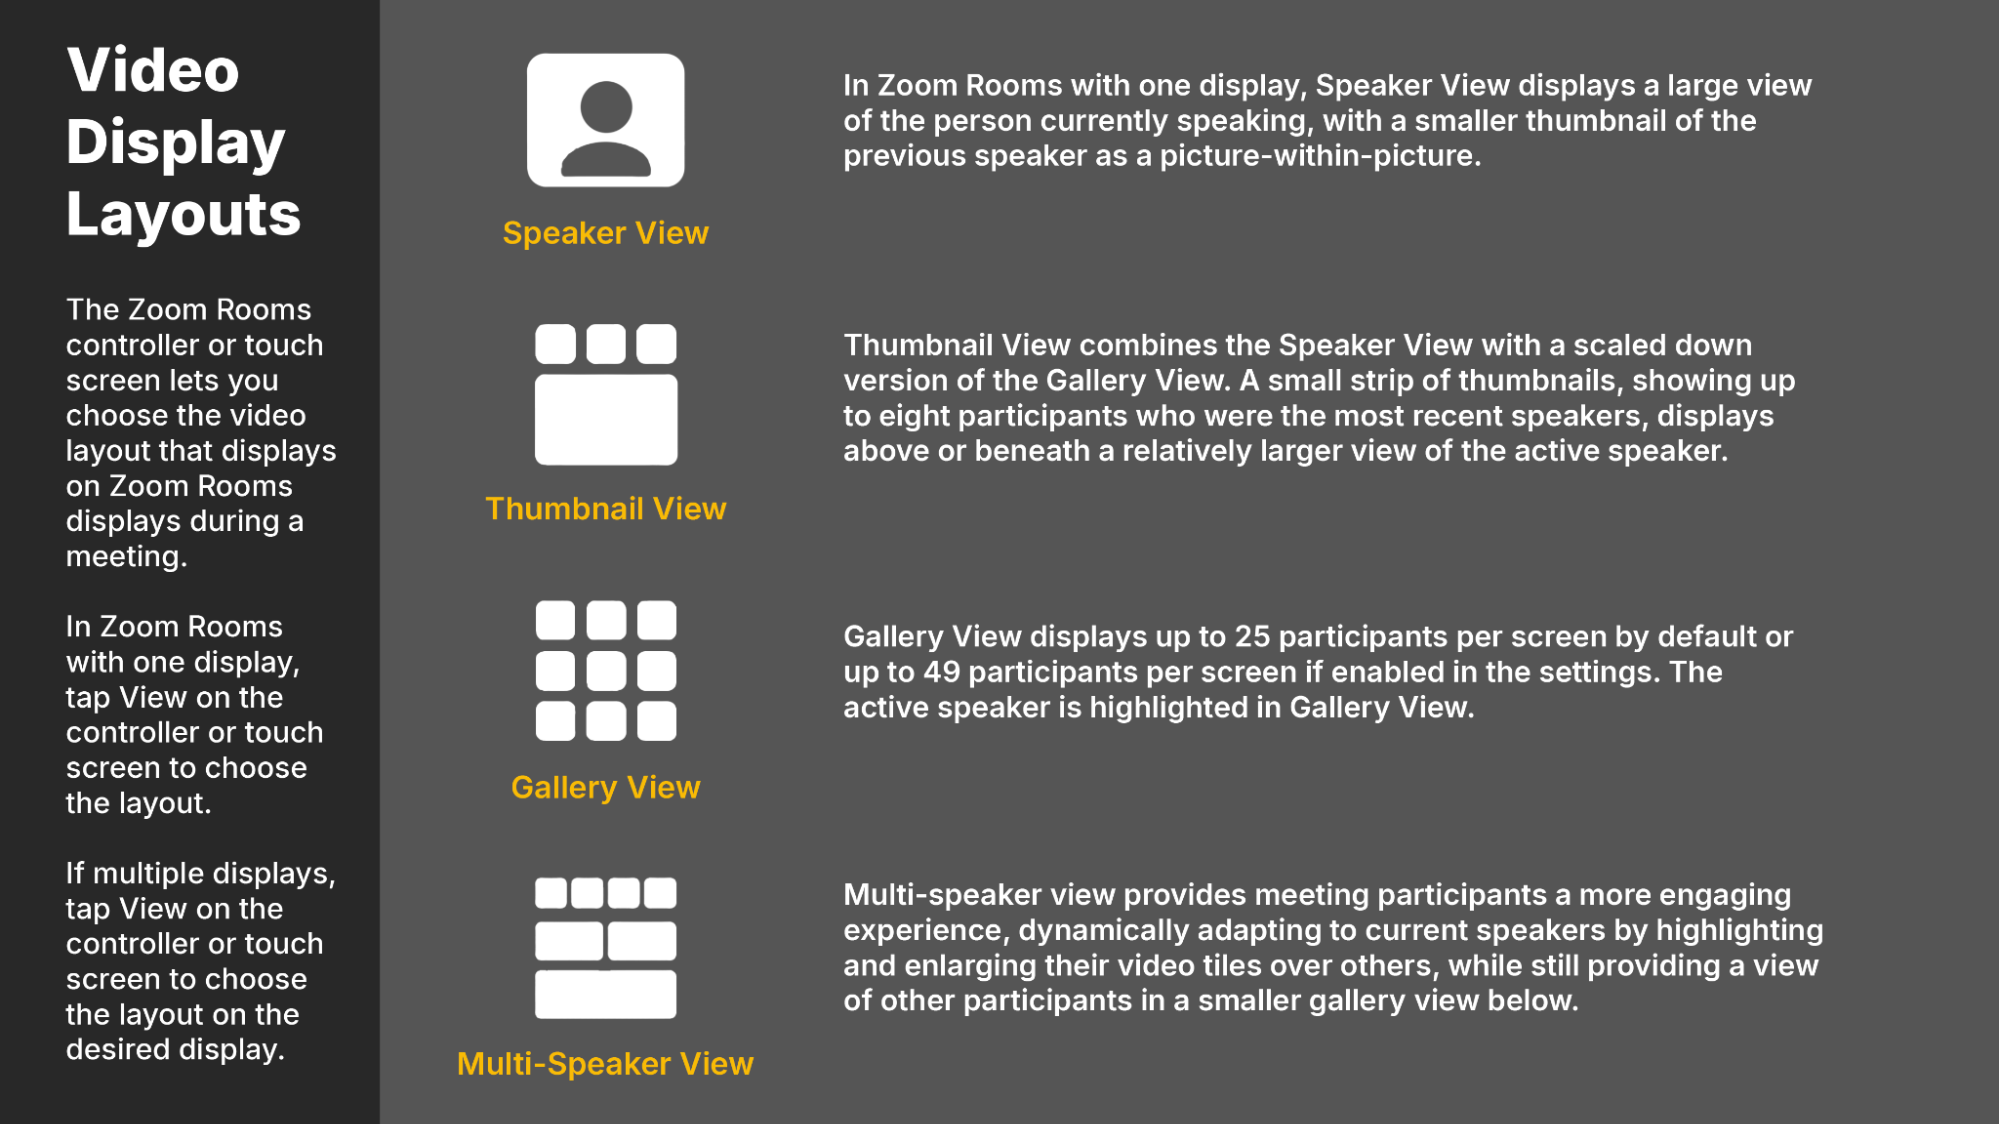 Video
Display
Layouts
The Zoom Rooms
controller or touch
screen lets you
choose the video
layout that displays
on Zoom Rooms
displays during a
meeting.
In Zoom Rooms
with one display,
tap View on the
controller or touch
screen to choose
the layout.
If multiple displays,
tap View on the
controller or touch
screen to choose
the layout on the
desired display.
Speaker View
In Zoom Rooms with one display, Speaker View displays a large view
of the person currently speaking, with a smaller thumbnail of the
previous speaker as a picture-within-picture.
Thumbnail View
Thumbnail View combines the Speaker View with a scaled down
version of the Gallery View. A small strip of thumbnails, showing up
to eight participants who were the most recent speakers, displays
above or beneath a relatively larger view of the active speaker.
Gallery View
Gallery View displays up to 25 participants per screen by default or
up to 49 participants per screen if enabled in the settings. The
active speaker is highlighted in Gallery View.
Multi-Speaker View
Multi-speaker view provides meeting participants a more engaging
experience, dynamically adapting to current speakers by highlighting
and enlarging their video tiles over others, while still providing a view
of other participants in a smaller gallery view below.